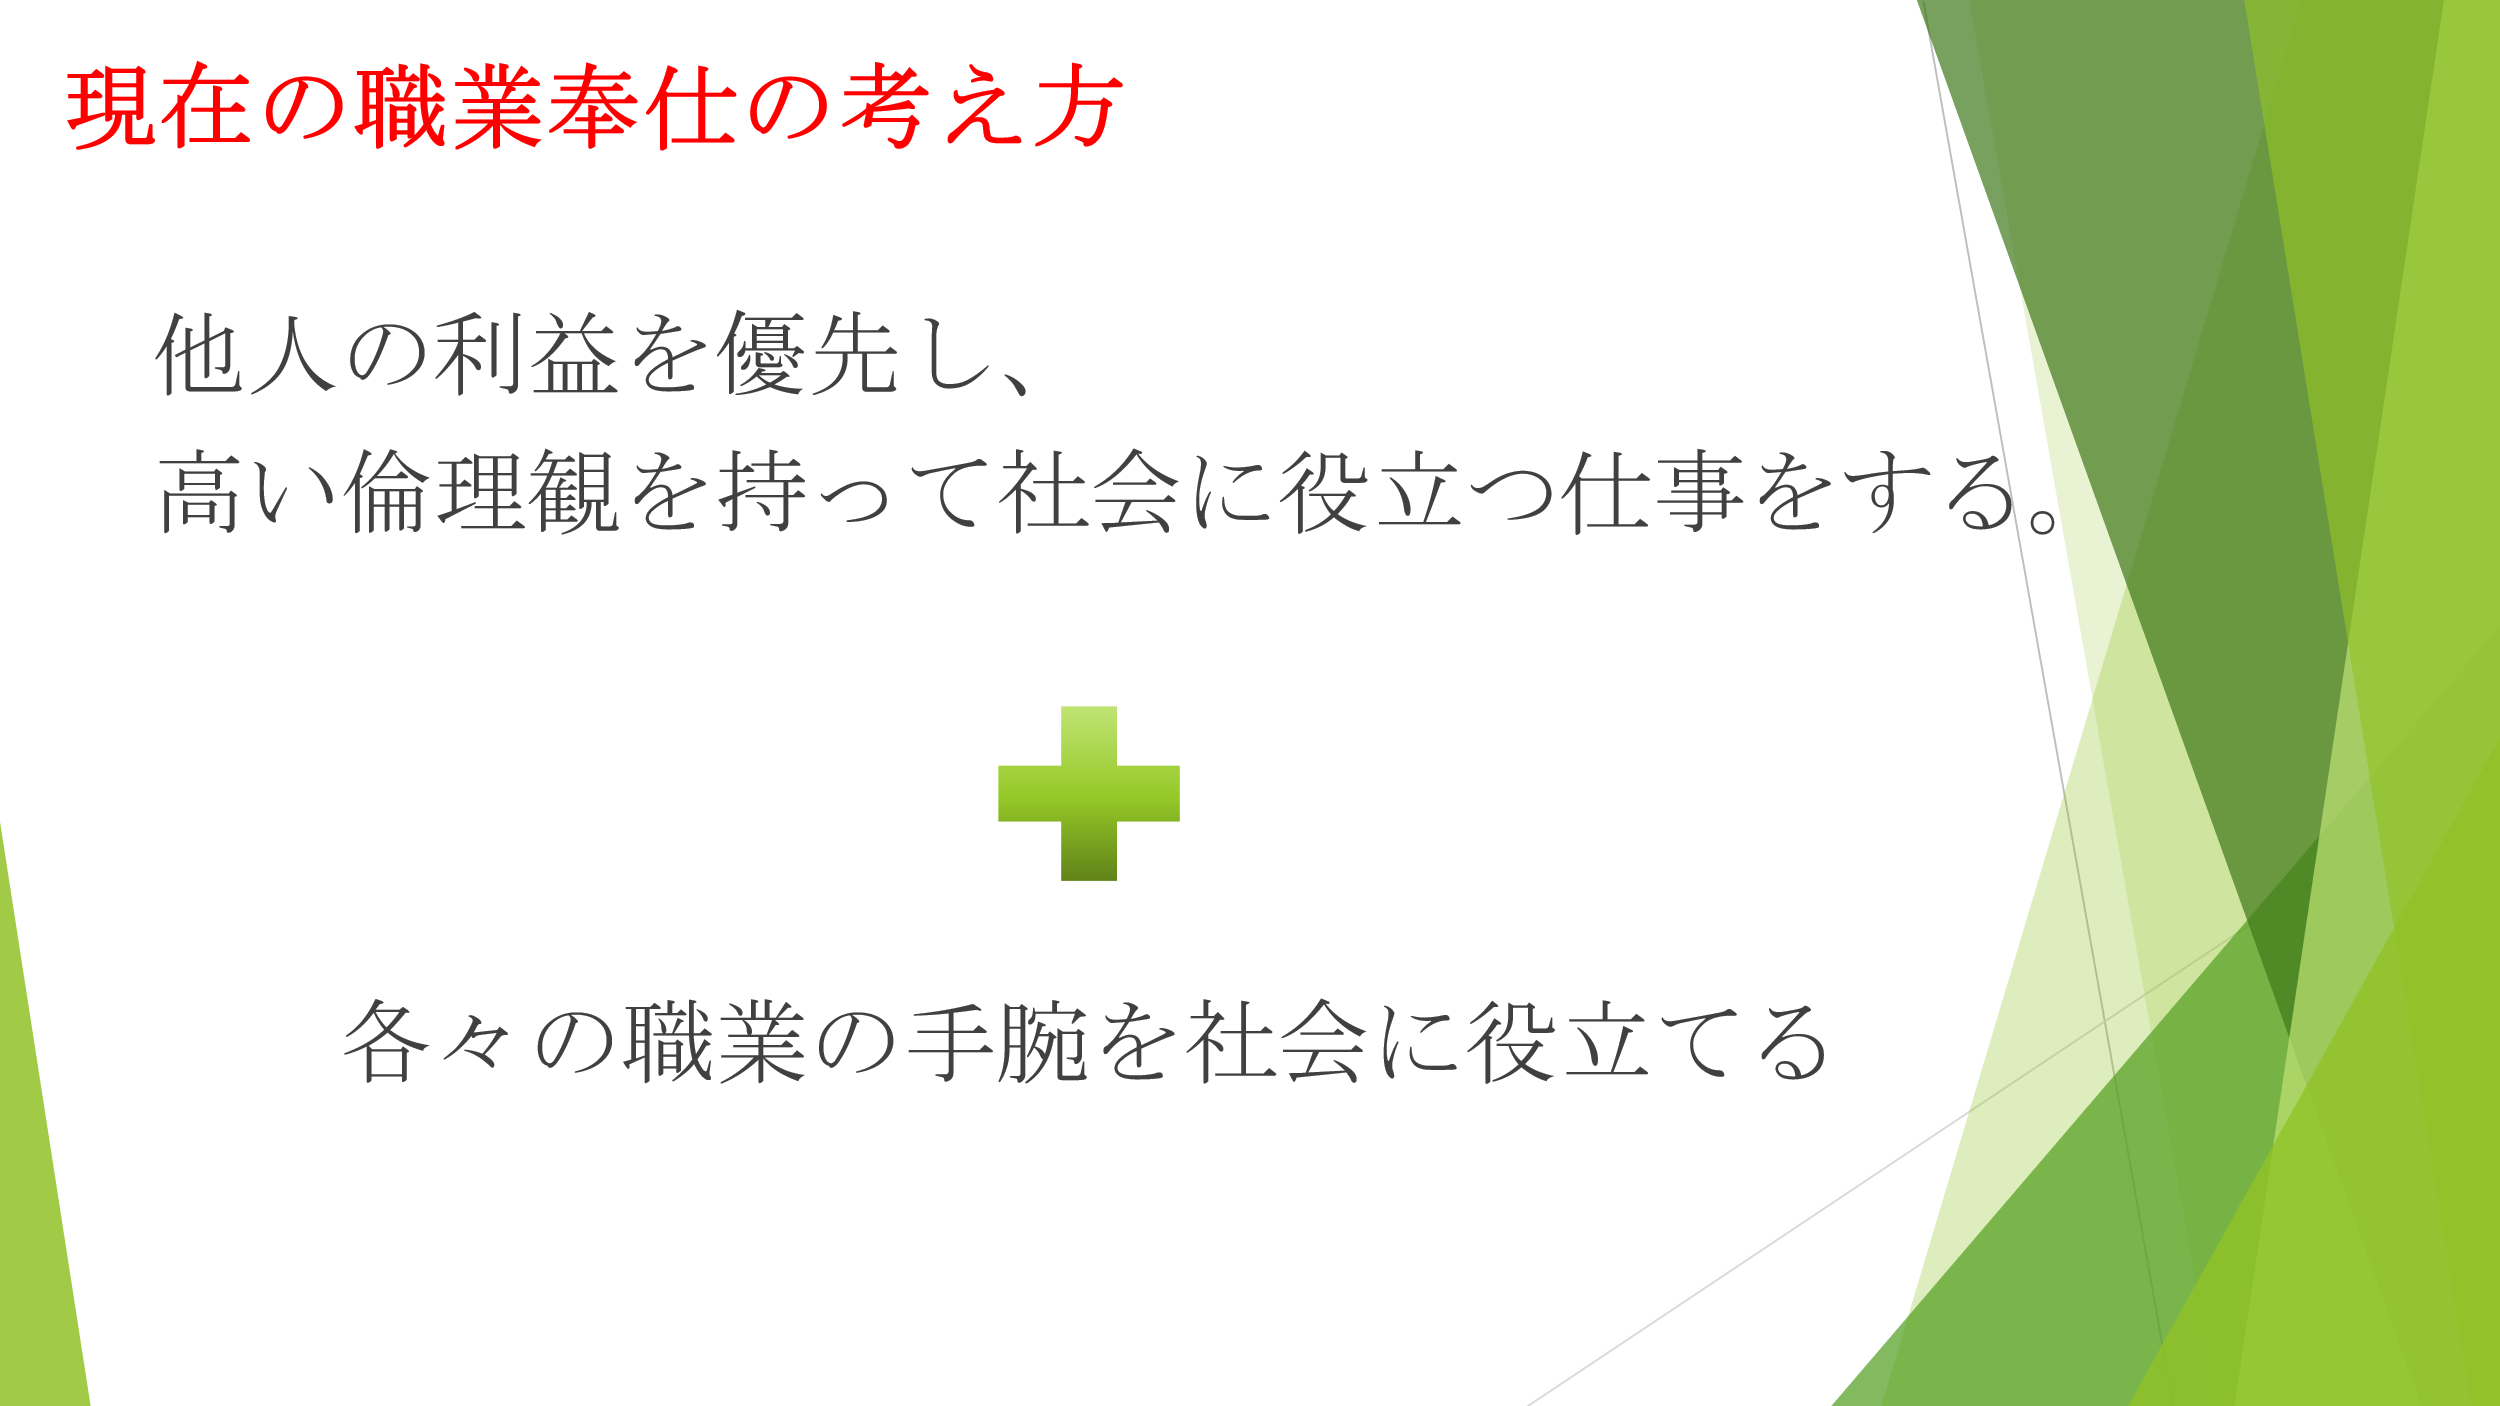 現在の職業奉仕の考え方
他人の利益を優先し、
高い倫理観を持って社会に役立つ仕事をする。
各々の職業の手腕を社会に役立てる